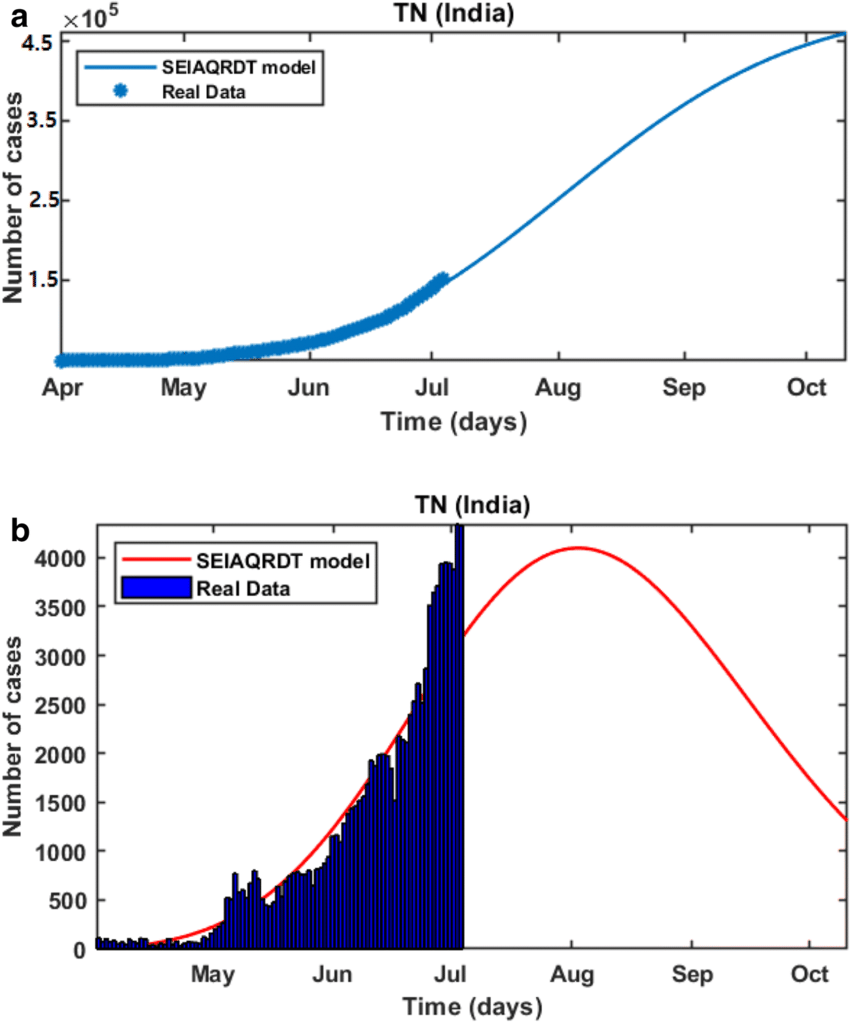 a
×10⁵
TN (India)
SEIAQRDT model
Real Data
Number of cases
4.5
3.5
2.5
1.5
Apr May Jun Jul Aug Sep Oct
Time (days)
b
TN (India)
SEIAQRDT model
Real Data
Number of cases
4000
3500
3000
2500
2000
1500
1000
500
0
May Jun Jul Aug Sep Oct
Time (days)